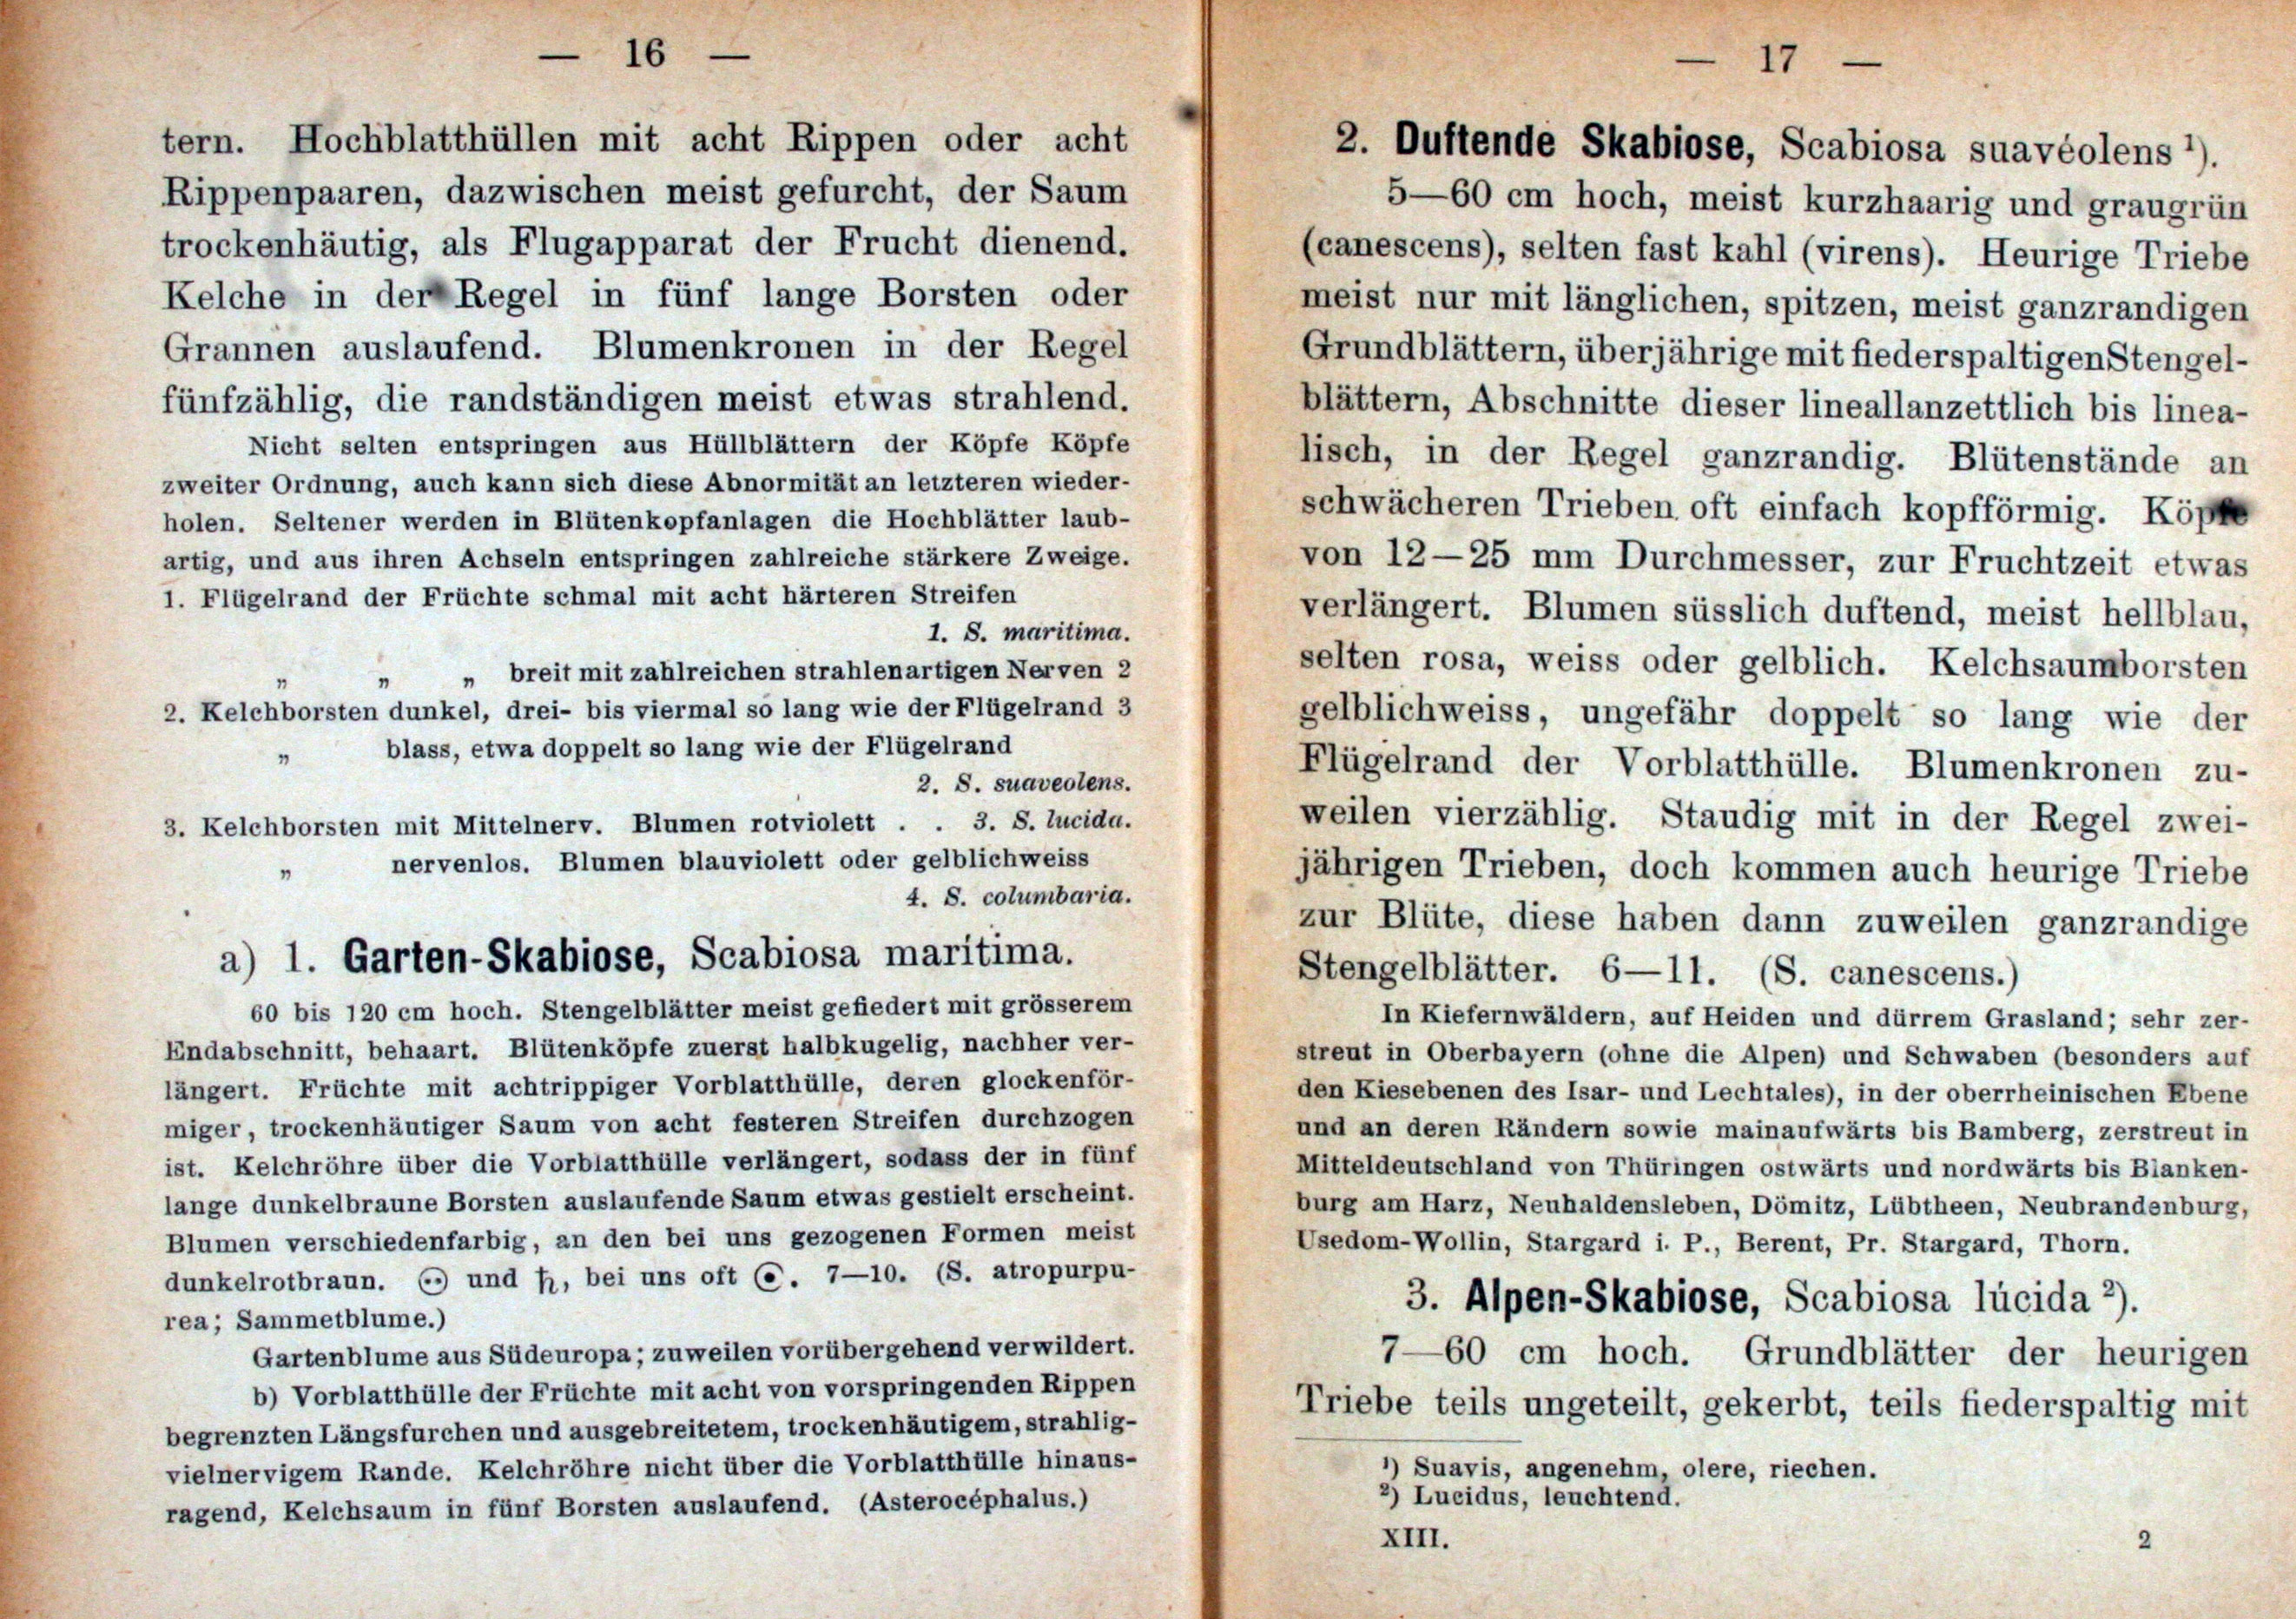 — 16 —
tern. Hochblatthüllen mit acht Rippen oder acht
Rippenpaaren, dazwischen meist gefurcht, der Saum
trockenhäutig, als Flugapparat der Frucht dienend.
Kelche in der Regel in fünf lange Borsten oder
Grannen auslaufend. Blumenkronen in der Regel
fünfzählig, die randständigen meist etwas strahlend.
Nicht selten entspringen aus Hüllblättern der Köpfe Köpfe
zweiter Ordnung, auch kann sich diese Abnormität an letzteren wieder-
holen. Seltener werden in Blütenkopfanlagen die Hochblätter laub-
artig, und aus ihren Achseln entspringen zahlreiche stärkere Zweige.
1. Flügelrand der Früchte schmal mit acht härteren Streifen
1. S. maritima.
„ „ „ breit mit zahlreichen strahlenartigen Nerven 2
2. Kelchborsten dunkel, drei- bis viermal so lang wie der Flügelrand 3
„ blass, etwa doppelt so lang wie der Flügelrand
2. S. suaveolens.
3. Kelchborsten mit Mittelnerv. Blumen rotviolett . . 3. S. lucida.
„ nervenlos. Blumen blauviolett oder gelblichweiss
4. S. columbaria.
a) 1. Garten-Skabiose, Scabiosa marítima.
60 bis 120 cm hoch. Stengelblätter meist gefiedert mit grösserem
Endabschnitt, behaart. Blütenköpfe zuerst halbkugelig, nachher ver-
längert. Früchte mit achtrippiger Vorblatthülle, deren glockenför-
miger, trockenhäutiger Saum von acht festeren Streifen durchzogen
ist. Kelchröhre über die Vorblatthülle verlängert, sodass der in fünf
lange dunkelbraune Borsten auslaufende Saum etwas gestielt erscheint.
Blumen verschiedenfarbig, an den bei uns gezogenen Formen meist
dunkelrotbraun. ⚇ und ♄, bei uns oft ⊙. 7—10. (S. atropurpu-
rea; Sammetblume.)
Gartenblume aus Südeuropa; zuweilen vorübergehend verwildert.
b) Vorblatthülle der Früchte mit acht von vorspringenden Rippen
begrenzten Längsfurchen und ausgebreitetem, trockenhäutigem, strahlig-
vielnervigem Rande. Kelchröhre nicht über die Vorblatthülle hinaus-
ragend, Kelchsaum in fünf Borsten auslaufend. (Asterocéphalus.)
— 17 —
2. Duftende Skabiose, Scabiosa suavéolens ¹).
5—60 cm hoch, meist kurzhaarig und graugrün
(canescens), selten fast kahl (virens). Heurige Triebe
meist nur mit länglichen, spitzen, meist ganzrandigen
Grundblättern, überjährige mit fiederspaltigen Stengel-
blättern, Abschnitte dieser lineallanzettlich bis linea-
lisch, in der Regel ganzrandig. Blütenstände an
schwächeren Trieben oft einfach kopfförmig. Köpfe
von 12—25 mm Durchmesser, zur Fruchtzeit etwas
verlängert. Blumen süsslich duftend, meist hellblau,
selten rosa, weiss oder gelblich. Kelchsaumborsten
gelblichweiss, ungefähr doppelt so lang wie der
Flügelrand der Vorblatthülle. Blumenkronen zu-
weilen vierzählig. Staudig mit in der Regel zwei-
jährigen Trieben, doch kommen auch heurige Triebe
zur Blüte, diese haben dann zuweilen ganzrandige
Stengelblätter. 6—11. (S. canescens.)
In Kiefernwäldern, auf Heiden und dürrem Grasland; sehr zer-
streut in Oberbayern (ohne die Alpen) und Schwaben (besonders auf
den Kiesebenen des Isar- und Lechtales), in der oberrheinischen Ebene
und an deren Rändern sowie mainaufwärts bis Bamberg, zerstreut in
Mitteldeutschland von Thüringen ostwärts und nordwärts bis Blanken-
burg am Harz, Neuhaldensleben, Dömitz, Lübtheen, Neubrandenburg,
Usedom-Wollin, Stargard i. P., Berent, Pr. Stargard, Thorn.
3. Alpen-Skabiose, Scabiosa lúcida ²).
7—60 cm hoch. Grundblätter der heurigen
Triebe teils ungeteilt, gekerbt, teils fiederspaltig mit
¹) Suavis, angenehm, olere, riechen.
²) Lucidus, leuchtend.
XIII. 2